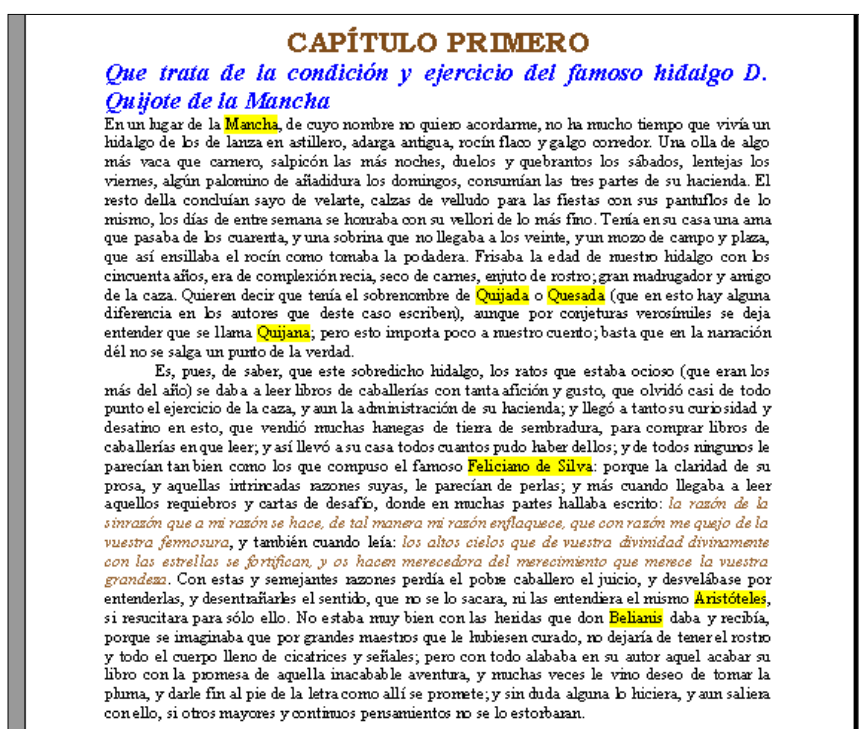 CAPÍTULO PRIMERO
Que trata de la condición y ejercicio del famoso hidalgo D.
Quijote de la Mancha
En un lugar de la Mancha, de cuyo nombre no quiero acordarme, no ha mucho tiempo que vivía un
hidalgo de los de lanza en astillero, adarga antigua, rocín flaco y galgo corredor. Una olla de algo
más vaca que carnero, salpicón las más noches, duelos y quebrantos los sábados, lentejas los
viernes, algún palomino de añadidura los domingos, consumían las tres partes de su hacienda. El
resto della concluían sayo de velarte, calzas de velludo para las fiestas con sus pantuflos de lo
mismo, los días de entre semana se honraba con su vellori de lo más fino. Tenía en su casa una ama
que pasaba de los cuarenta, y una sobrina que no llegaba a los veinte, y un mozo de campo y plaza,
que así ensillaba el rocín como tomaba la podadera. Frisaba la edad de nuestro hidalgo con los
cincuenta años, era de complexión recia, seco de carnes, enjuto de rostro; gran madrugador y amigo
de la caza. Quieren decir que tenía el sobrenombre de Quijada o Quesada (que en esto hay alguna
diferencia en los autores que deste caso escriben), aunque por conjeturas verosímiles se deja
entender que se llama Quijana; pero esto importa poco a nuestro cuento; basta que en la narración
dél no se salga un punto de la verdad.
Es, pues, de saber, que este sobredicho hidalgo, los ratos que estaba ocioso (que eran los
más del año) se daba a leer libros de caballerías con tanta afición y gusto, que olvidó casi de todo
punto el ejercicio de la caza, y aun la administración de su hacienda; y llegó a tanto su curiosidad y
desatino en esto, que vendió muchas hanegas de tierra de sembradura, para comprar libros de
caballerías en que leer; y así llevó a su casa todos cuantos pudo haber dellos; y de todos ningunos le
parecían tan bien como los que compuso el famoso Feliciano de Silva: porque la claridad de su
prosa, y aquellas intrincadas razones suyas, le parecían de perlas; y más cuando llegaba a leer
aquellos requiebros y cartas de desafío, donde en muchas partes hallaba escrito: la razón de la
sinrazón que a mi razón se hace, de tal manera mi razón enflaquece, que con razón me quejo de la
vuestra fermosura, y también cuando leía: los altos cielos que de vuestra divinidad divinamente
con las estrellas se fortifican, y os hacen merecedora del merecimiento que merece la vuestra
grandeza. Con estas y semejantes razones perdía el pobre caballero el juicio, y desvelábase por
entenderlas, y desentrañarles el sentido, que no se lo sacara, ni las entendiera el mismo Aristóteles,
si resucitara para sólo ello. No estaba muy bien con las heridas que don Belianis daba y recibía,
porque se imaginaba que por grandes maestros que le hubiesen curado, no dejaría de tener el rostro
y todo el cuerpo lleno de cicatrices y señales; pero con todo alababa en su autor aquel acabar su
libro con la promesa de aquella inacabable aventura, y muchas veces le vino deseo de tomar la
pluma, y darle fin al pie de la letra como allí se promete; y sin duda alguna lo hiciera, y aun saliera
con ello, si otros mayores y continuos pensamientos no se lo estorbaran.